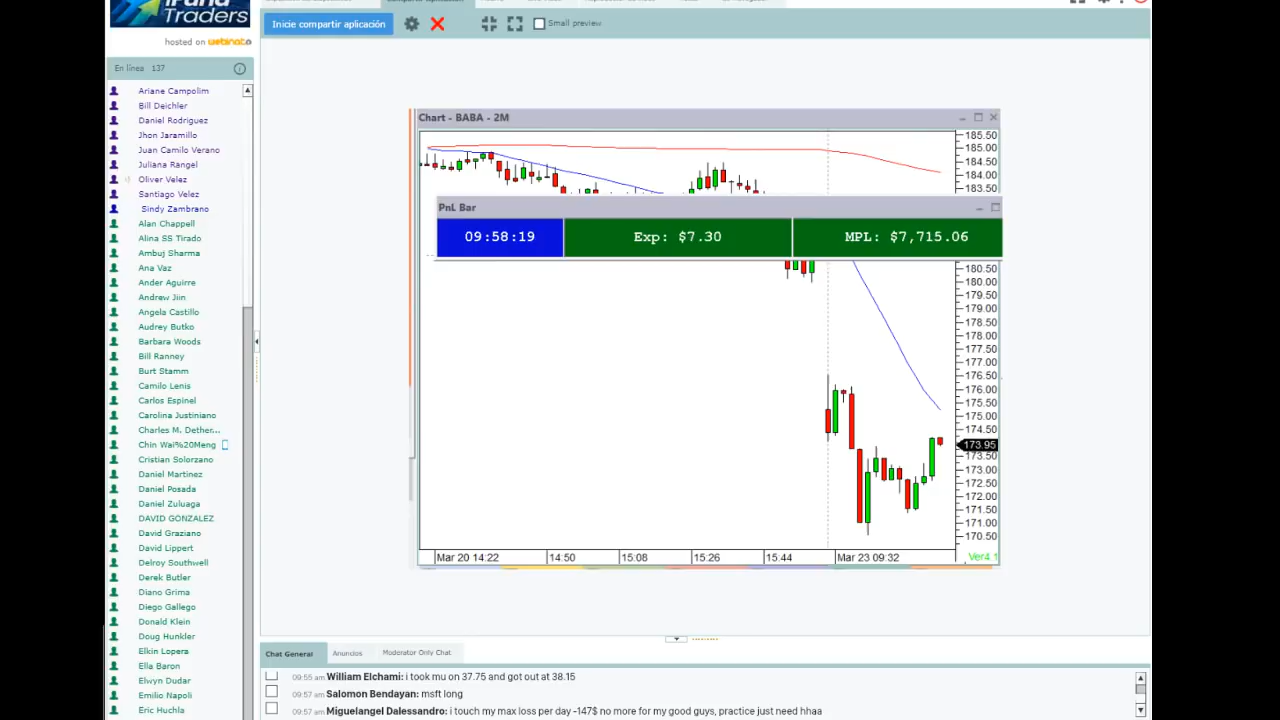 Traders
hosted on webinato
Inicie compartir aplicación
Small preview
En línea 137
Ariane Campolim
Bill Deichler
Daniel Rodriguez
Jhon Jaramillo
Juan Camilo Verano
Juliana Rangel
Oliver Velez
Santiago Velez
Sindy Zambrano
Alan Chappell
Alina SS Tirado
Ambuj Sharma
Ana Vaz
Ander Aguirre
Andrew Jiin
Angela Castillo
Audrey Butko
Barbara Woods
Bill Ranney
Burt Stamm
Camilo Lenis
Carlos Espinel
Carolina Justiniano
Charles M. Dether...
Chin Wai%20Meng
Cristian Solorzano
Daniel Martinez
Daniel Posada
Daniel Zuluaga
DAVID GONZALEZ
David Graziano
David Lippert
Delroy Southwell
Derek Butler
Diano Grima
Diego Gallego
Donald Klein
Doug Hunkler
Elkin Lopera
Ella Baron
Elwyn Dudar
Emilio Napoli
Eric Huchla
Chart - BABA - 2M
185.50
185.00
184.50
184.00
183.50
PnL Bar
09:58:19
Exp: $7.30
MPL: $7,715.06
180.50
180.00
179.50
179.00
178.50
178.00
177.50
177.00
176.50
176.00
175.50
175.00
174.50
173.95
173.50
173.00
172.50
172.00
171.50
171.00
170.50
Mar 20 14:22
14:50
15:08
15:26
15:44
Mar 23 09:32
Ver4.1
Chat General
Anuncios
Moderator Only Chat
09:55 am William Elchami: i took mu on 37.75 and got out at 38.15
09:57 am Salomon Bendayan: msft long
09:57 am Miguelangel Dalessandro: i touch my max loss per day -147$ no more for my good guys, practice just need hhaa